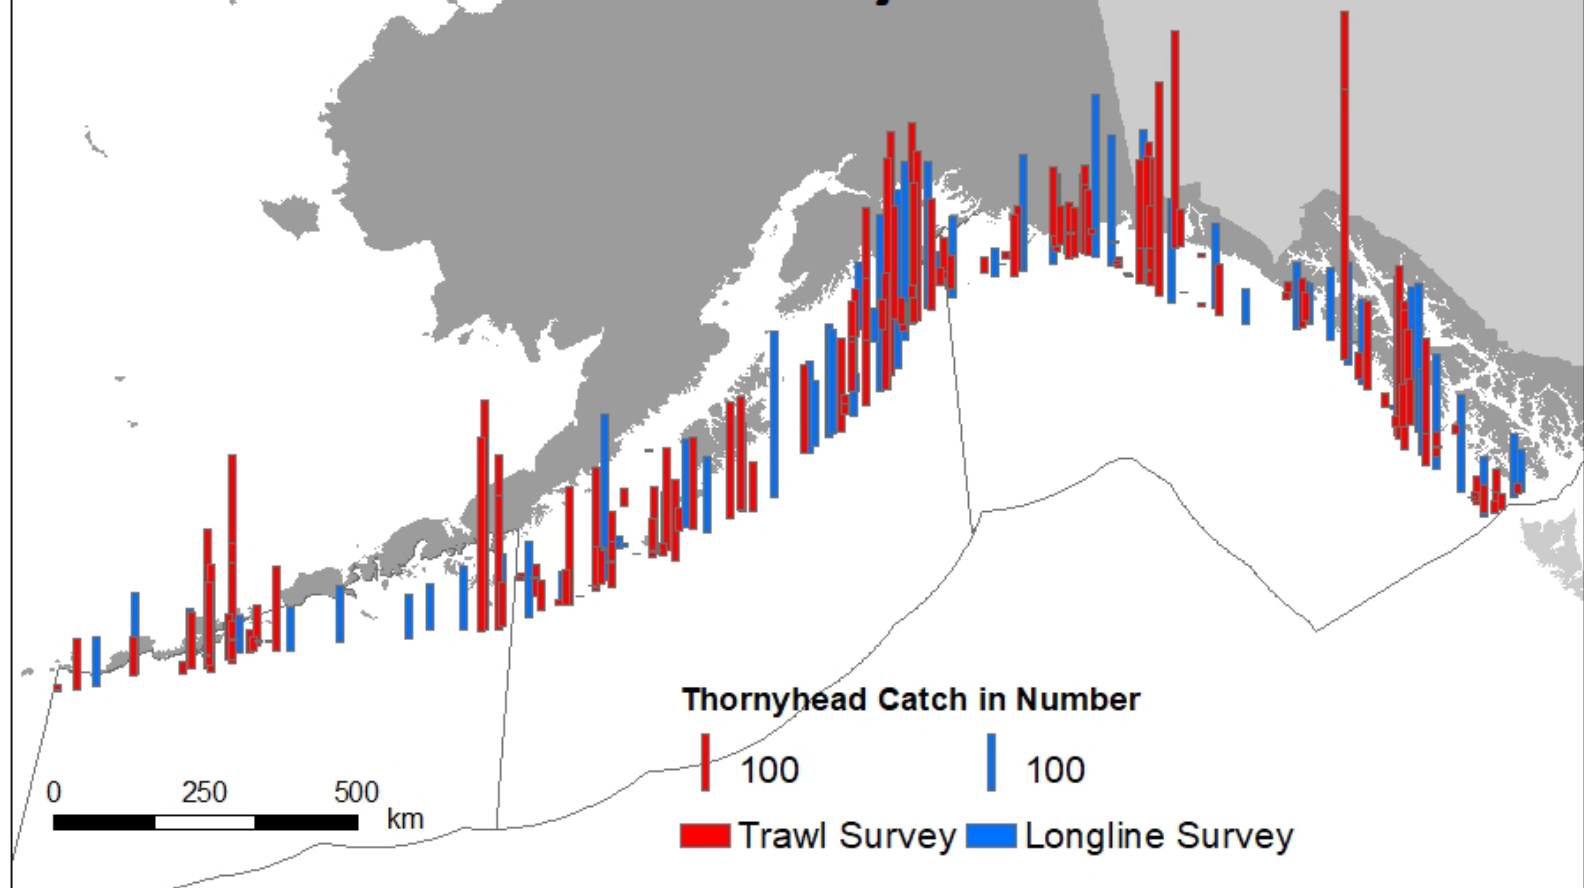 Thornyhead Catch in Number
100 100
0 250 500
km
Trawl Survey Longline Survey